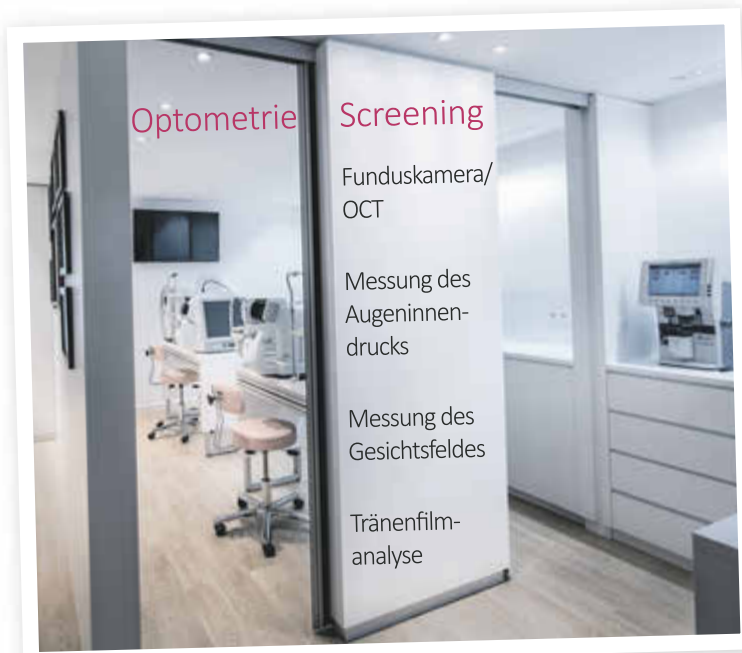 Optometrie
Screening
Funduskamera/
OCT
Messung des
Augeninnen-
drucks
Messung des
Gesichtsfeldes
Tränenfilm-
analyse